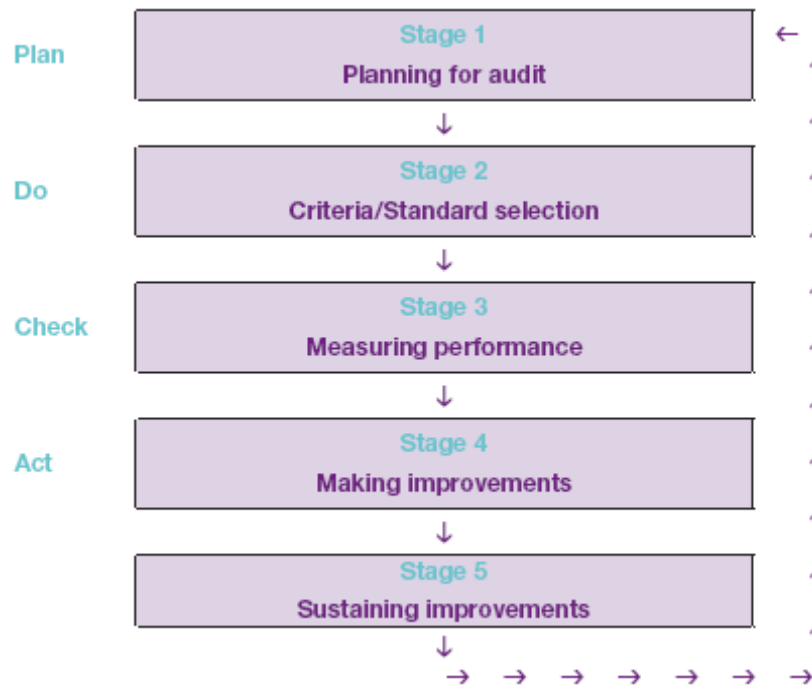 Plan
Stage 1
Planning for audit
Do
Stage 2
Criteria/Standard selection
Check
Stage 3
Measuring performance
Act
Stage 4
Making improvements
Stage 5
Sustaining improvements